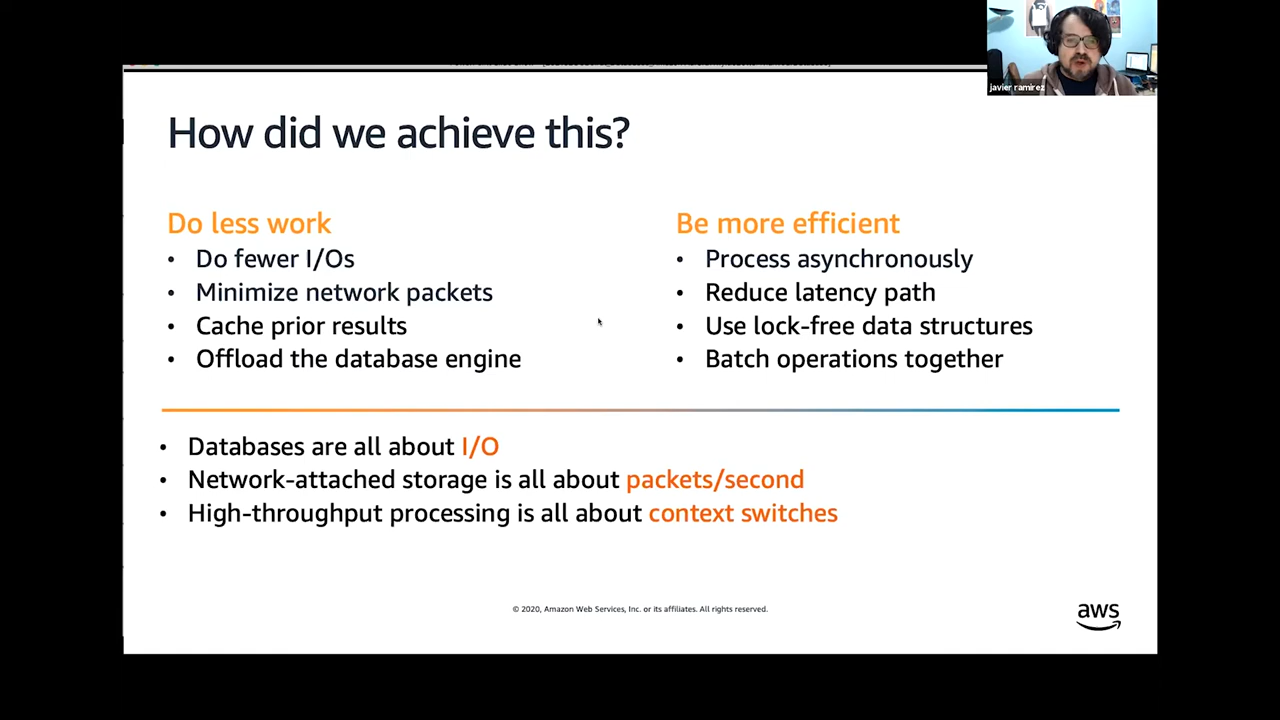 javier ramirez
How did we achieve this?
Do less work
• Do fewer I/Os
• Minimize network packets
• Cache prior results
• Offload the database engine
Be more efficient
• Process asynchronously
• Reduce latency path
• Use lock-free data structures
• Batch operations together
• Databases are all about I/O
• Network-attached storage is all about packets/second
• High-throughput processing is all about context switches
© 2020, Amazon Web Services, Inc. or its affiliates. All rights reserved.
aws